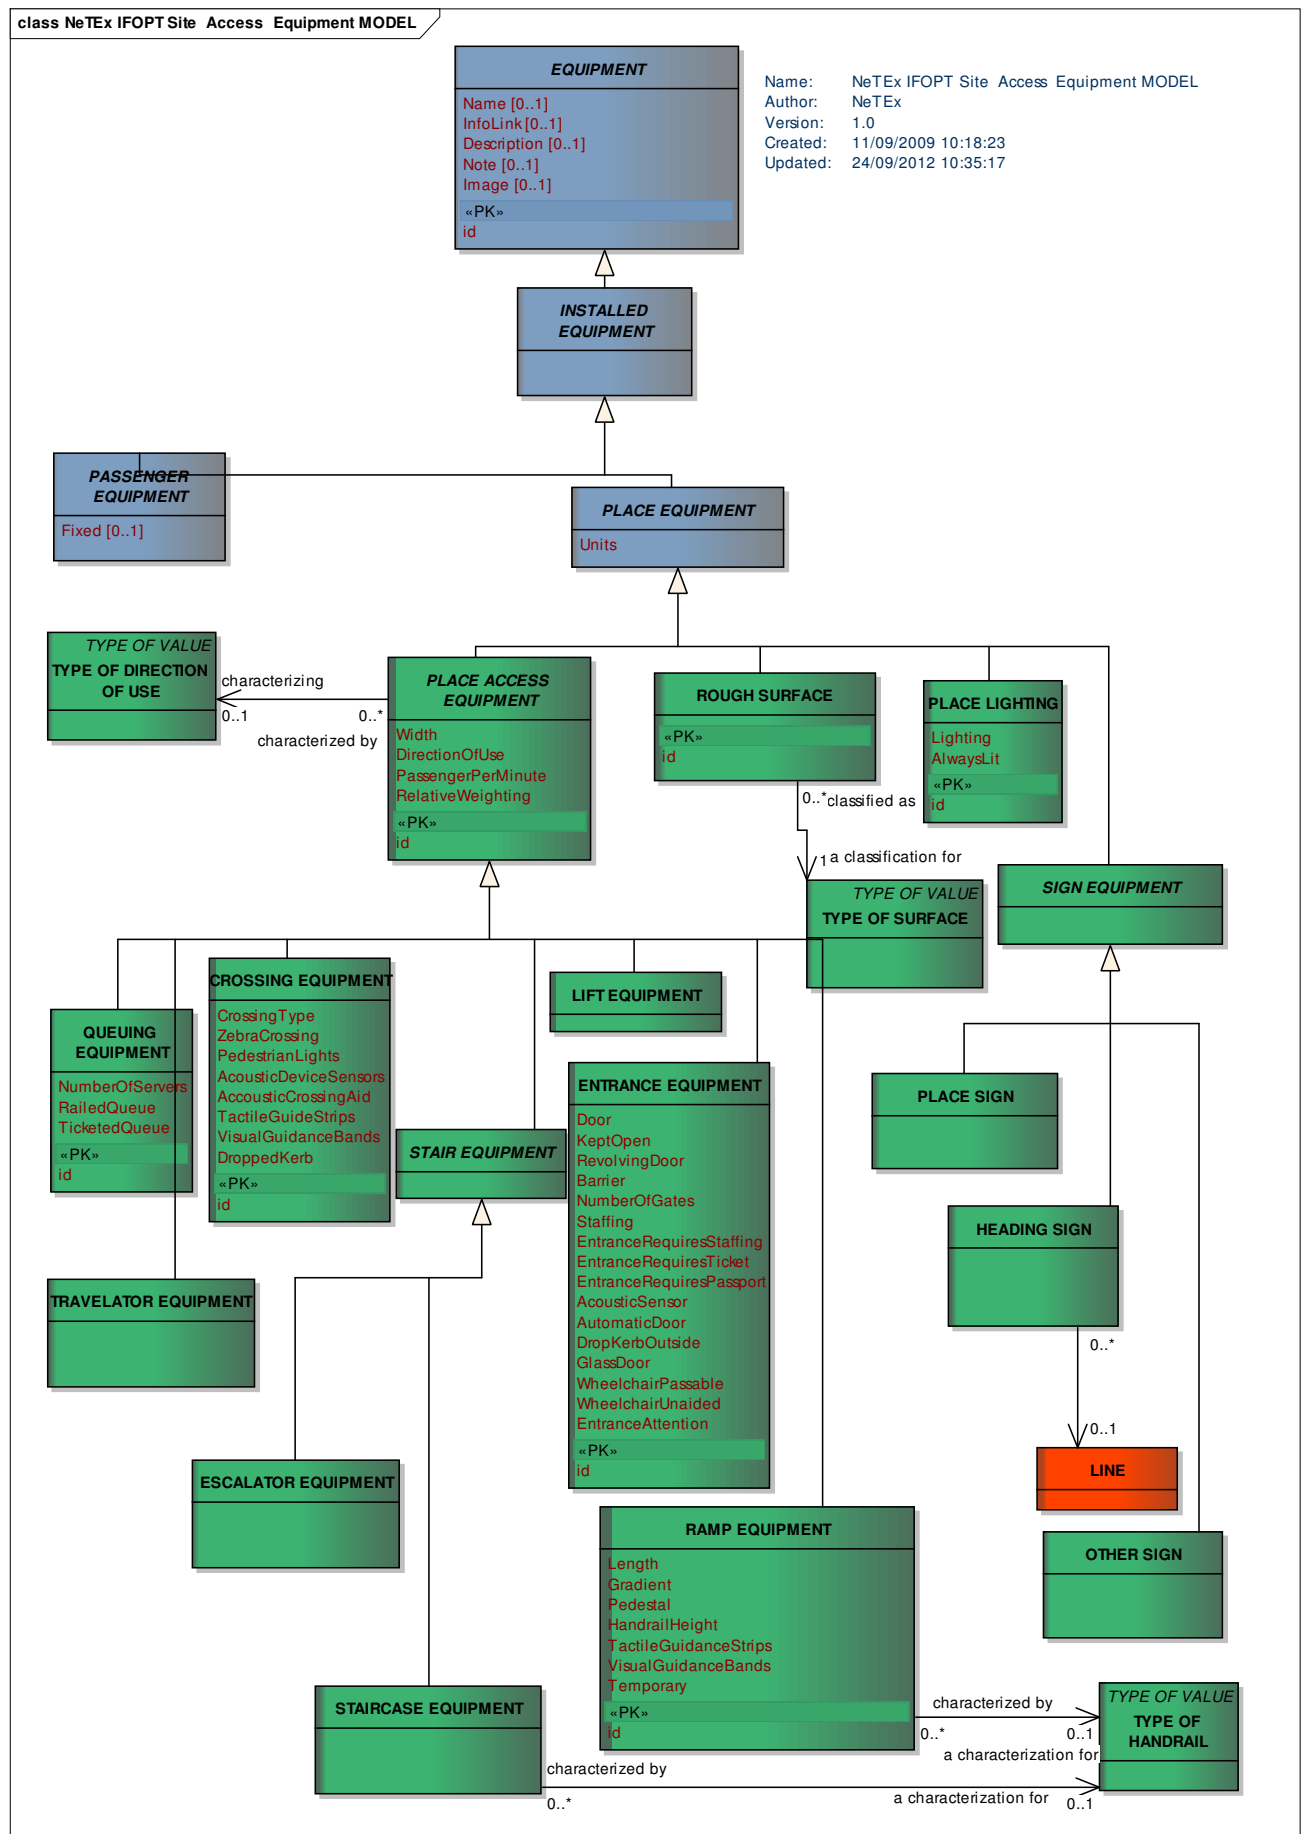 class NeTEx IFOPT Site Access Equipment MODEL
EQUIPMENT
Name [0..1]
InfoLink [0..1]
Description [0..1]
Note [0..1]
Image [0..1]
«PK»
id
Name: NeTEx IFOPT Site Access Equipment MODEL
Author: NeTEx
Version: 1.0
Created: 11/09/2009 10:18:23
Updated: 24/09/2012 10:35:17
INSTALLED
EQUIPMENT
PASSENGER
EQUIPMENT
Fixed [0..1]
PLACE EQUIPMENT
Units
TYPE OF VALUE
TYPE OF DIRECTION
OF USE
characterizing
0..1
0..*
characterized by
PLACE ACCESS
EQUIPMENT
Width
DirectionOfUse
PassengerPerMinute
RelativeWeighting
«PK»
id
ROUGH SURFACE
«PK»
id
0..*
classified as
1
a classification for
PLACE LIGHTING
Lighting
AlwaysLit
«PK»
id
TYPE OF VALUE
TYPE OF SURFACE
SIGN EQUIPMENT
QUEUING
EQUIPMENT
NumberOfServers
RailedQueue
TicketedQueue
«PK»
id
CROSSING EQUIPMENT
CrossingType
ZebraCrossing
PedestrianLights
AcousticDeviceSensors
AccousticCrossingAid
TactileGuideStrips
VisualGuidanceBands
DroppedKerb
«PK»
id
LIFT EQUIPMENT
STAIR EQUIPMENT
ENTRANCE EQUIPMENT
Door
KeptOpen
RevolvingDoor
Barrier
NumberOfGates
Staffing
EntranceRequiresStaffing
EntranceRequiresTicket
EntranceRequiresPassport
AcousticSensor
AutomaticDoor
DropKerbOutside
GlassDoor
WheelchairPassable
WheelchairUnaided
EntranceAttention
«PK»
id
PLACE SIGN
HEADING SIGN
0..*
0..1
LINE
OTHER SIGN
TRAVELATOR EQUIPMENT
ESCALATOR EQUIPMENT
RAMP EQUIPMENT
Length
Gradient
Pedestal
HandrailHeight
TactileGuidanceStrips
VisualGuidanceBands
Temporary
«PK»
id
STAIRCASE EQUIPMENT
characterized by
0..*
0..1
a characterization for
TYPE OF VALUE
TYPE OF
HANDRAIL
characterized by
0..*
a characterization for
0..1